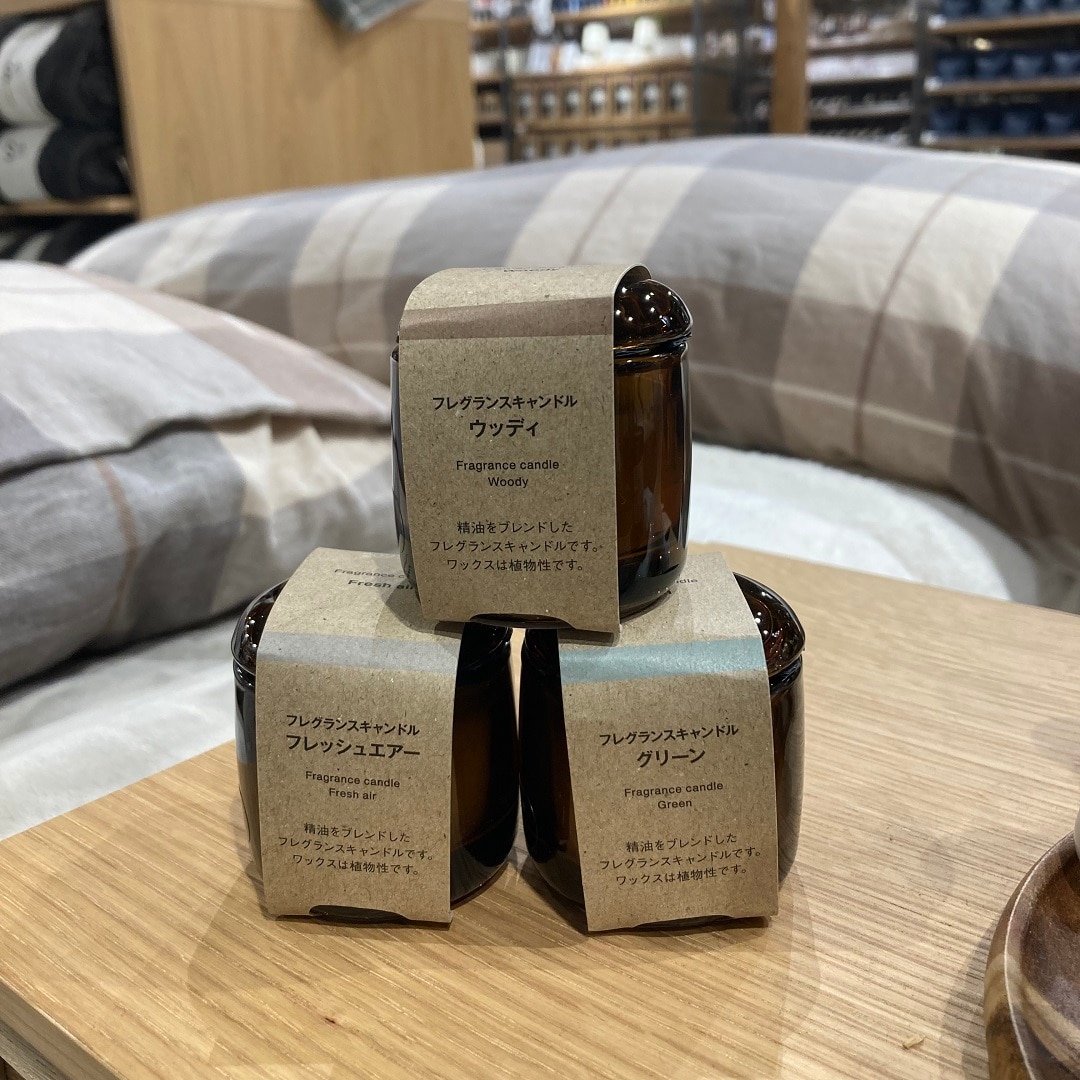 フレグランスキャンドル
ウッディ
Fragrance candle
Woody
精油をブレンドした
フレグランスキャンドルです。
ワックスは植物性です。
Fresh air
フレグランスキャンドル
フレッシュエアー
Fragrance candle
Fresh air
精油をブレンドした
フレグランスキャンドルです。
ワックスは植物性です。
フレグランスキャンドル
グリーン
Fragrance candle
Green
精油をブレンドした
フレグランスキャンドルです。
ワックスは植物性です。